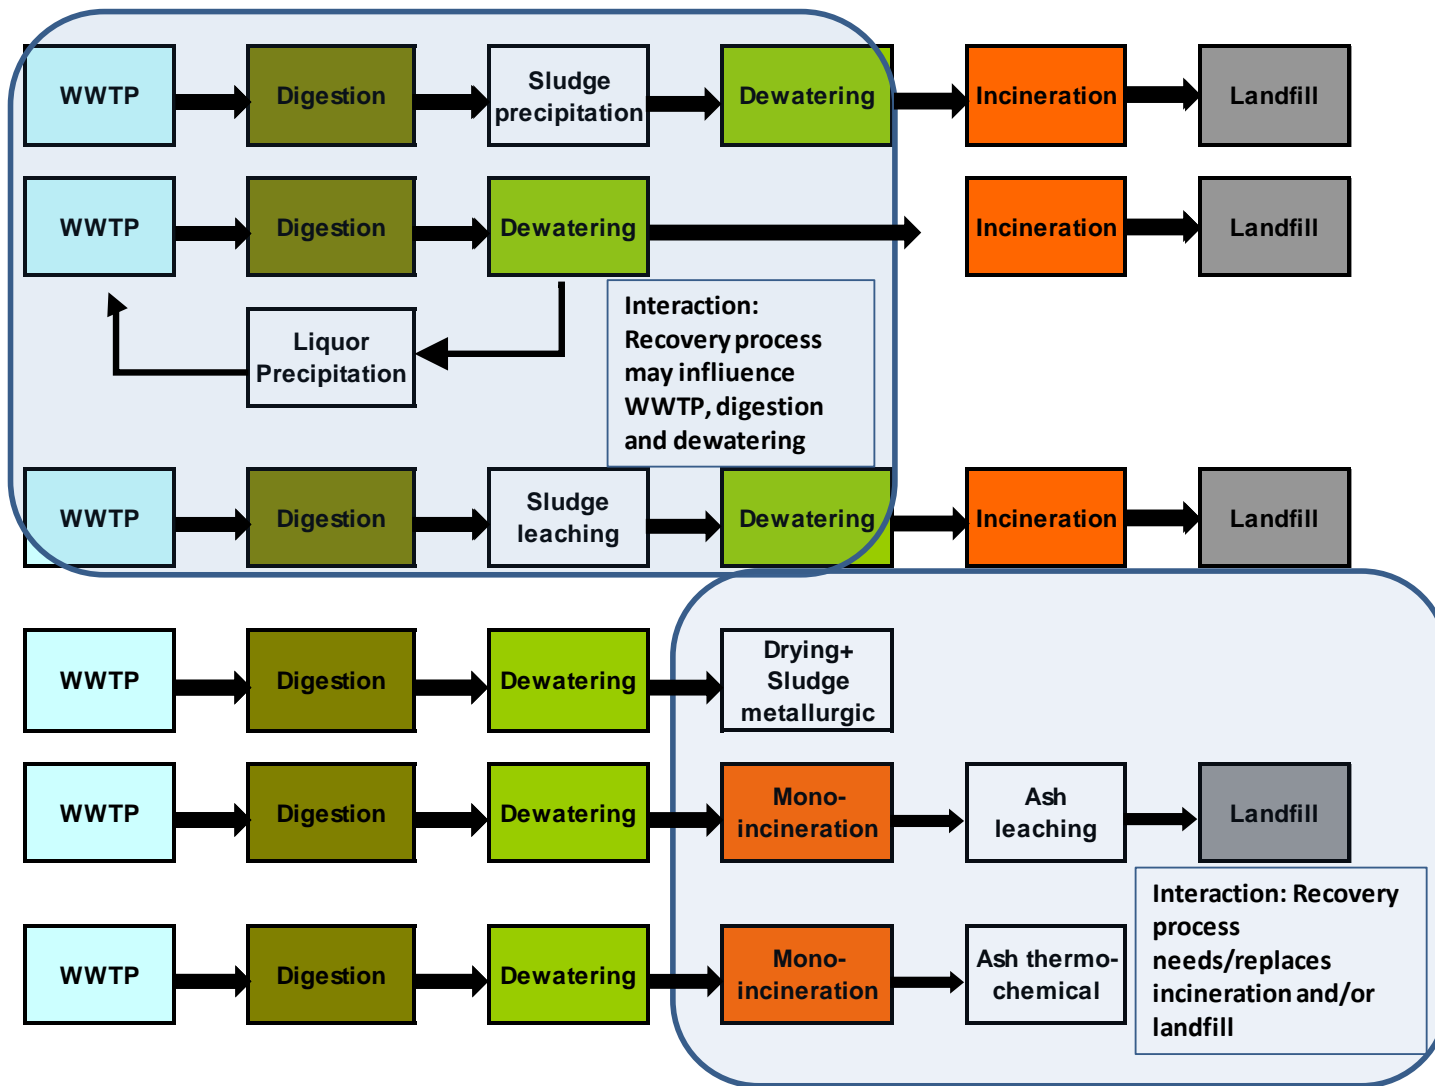 WWTP
Digestion
Sludge
precipitation
Dewatering
Incineration
Landfill
WWTP
Digestion
Dewatering
Incineration
Landfill
Liquor
Precipitation
Interaction:
Recovery process
may infliuence
WWTP, digestion
and dewatering
WWTP
Digestion
Sludge
leaching
Dewatering
Incineration
Landfill
WWTP
Digestion
Dewatering
Drying+
Sludge
metallurgic
WWTP
Digestion
Dewatering
Mono-
incineration
Ash
leaching
Landfill
WWTP
Digestion
Dewatering
Mono-
incineration
Ash thermo-
chemical
Interaction: Recovery
process
needs/replaces
incineration and/or
landfill